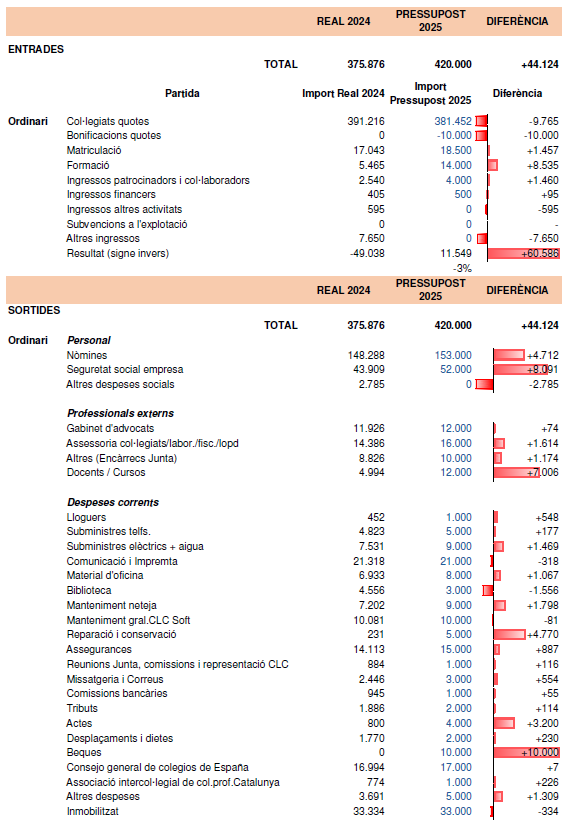 REAL 2024 PRESSUPOST 2025 DIFERÈNCIA
ENTRADES
TOTAL 375.876 420.000 +44.124
Partida Import Real 2024 Import Pressupost 2025 Diferència
Ordinari Col·legiats quotes 391.216 381.452 -9.765
Bonificacions quotes 0 -10.000 -10.000
Matriculació 17.043 18.500 +1.457
Formació 5.465 14.000 +8.535
Ingressos patrocinadors i col·laboradors 2.540 4.000 +1.460
Ingressos financers 405 500 +95
Ingressos altres activitats 595 0 -595
Subvencions a l'explotació 0 0 -
Altres ingressos 7.650 0 -7.650
Resultat (signe invers) -49.038 11.549 +60.586
-3%
REAL 2024 PRESSUPOST 2025 DIFERÈNCIA
SORTIDES
TOTAL 375.876 420.000 +44.124
Ordinari Personal
Nòmines 148.288 153.000 +4.712
Seguretat social empresa 43.909 52.000 +8.091
Altres despeses socials 2.785 0 -2.785
Professionals externs
Gabinet d'advocats 11.926 12.000 +74
Assessoria col·legiats/labor./fisc./lopd 14.386 16.000 +1.614
Altres (Encàrrecs Junta) 8.826 10.000 +1.174
Docents / Cursos 4.994 12.000 +7.006
Despeses corrents
Lloguers 452 1.000 +548
Subministres telfs. 4.823 5.000 +177
Subministres elèctrics + aigua 7.531 9.000 +1.469
Comunicació i Impremta 21.318 21.000 -318
Material d'oficina 6.933 8.000 +1.067
Biblioteca 4.556 3.000 -1.556
Manteniment neteja 7.202 9.000 +1.798
Manteniment gral.CLC Soft 10.081 10.000 -81
Reparació i conservació 231 5.000 +4.770
Assegurances 14.113 15.000 +887
Reunions Junta, comissions i representació CLC 884 1.000 +116
Missatgeria i Correus 2.446 3.000 +554
Comissions bancàries 945 1.000 +55
Tributs 1.886 2.000 +114
Actes 800 4.000 +3.200
Desplaçaments i dietes 1.770 2.000 +230
Beques 0 10.000 +10.000
Consejo general de colegios de España 16.994 17.000 +7
Associació intercol·legial de col.prof.Catalunya 774 1.000 +226
Altres despeses 3.691 5.000 +1.309
Inmobilitzat 33.334 33.000 -334